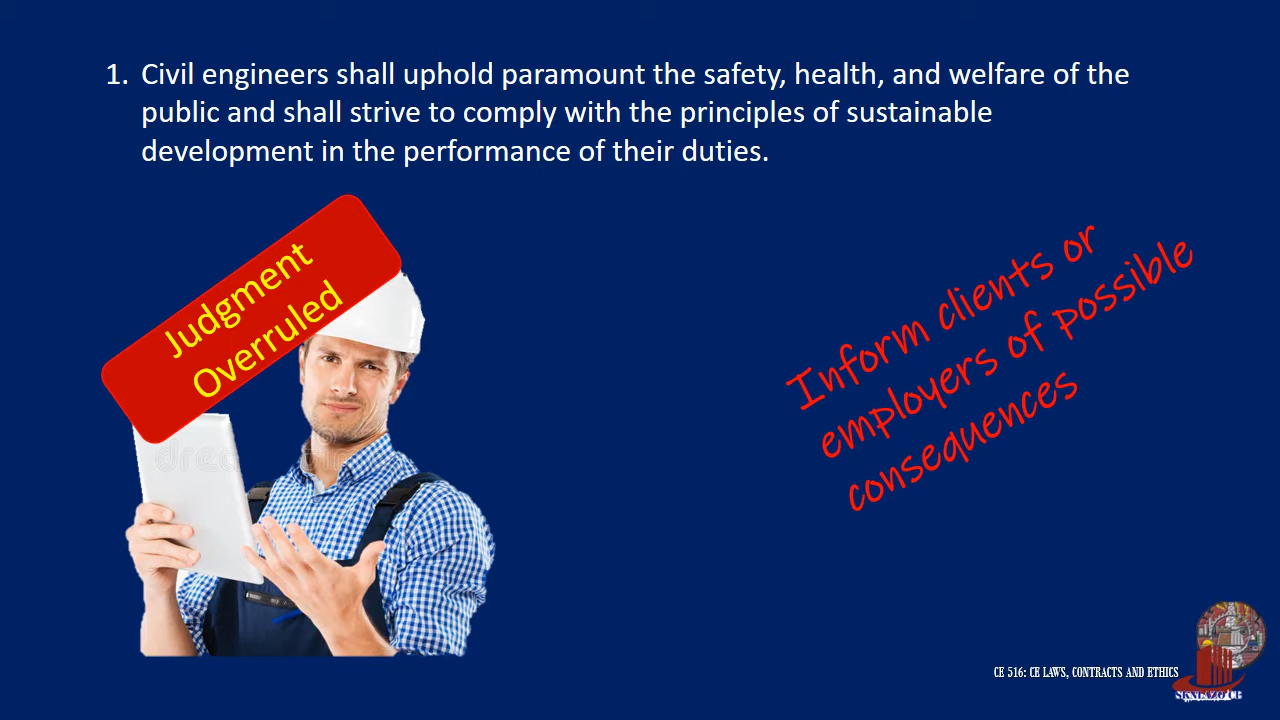 1. Civil engineers shall uphold paramount the safety, health, and welfare of the
public and shall strive to comply with the principles of sustainable
development in the performance of their duties.
Judgment
Overruled
Inform clients or
employers of possible
consequences
CE 516: CE LAWS, CONTRACTS AND ETHICS